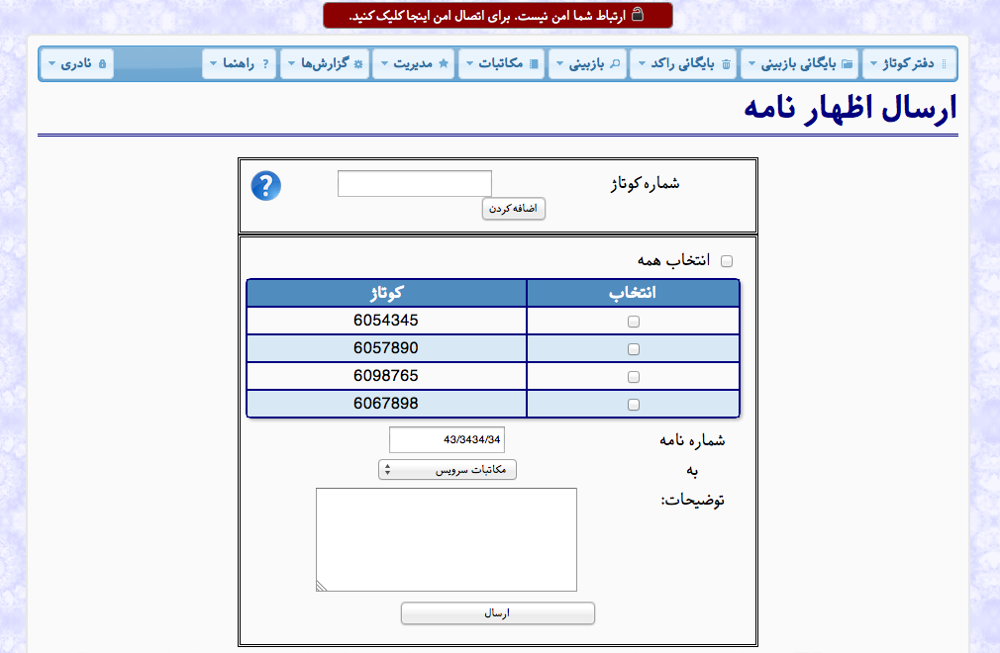 ارتباط شما امن نیست. برای اتصال امن اینجا کلیک کنید.
دفتر کوتاژ بایگانی بازبینی بایگانی راکد بازبینی مکاتبات مدیریت گزارش‌ها راهنما نادری
ارسال اظهار نامه
شماره کوتاژ
اضافه کردن
انتخاب همه
انتخاب کوتاژ
6054345
6057890
6098765
6067898
شماره نامه 43/3434/34
به مکاتبات سرویس
توضیحات:
ارسال